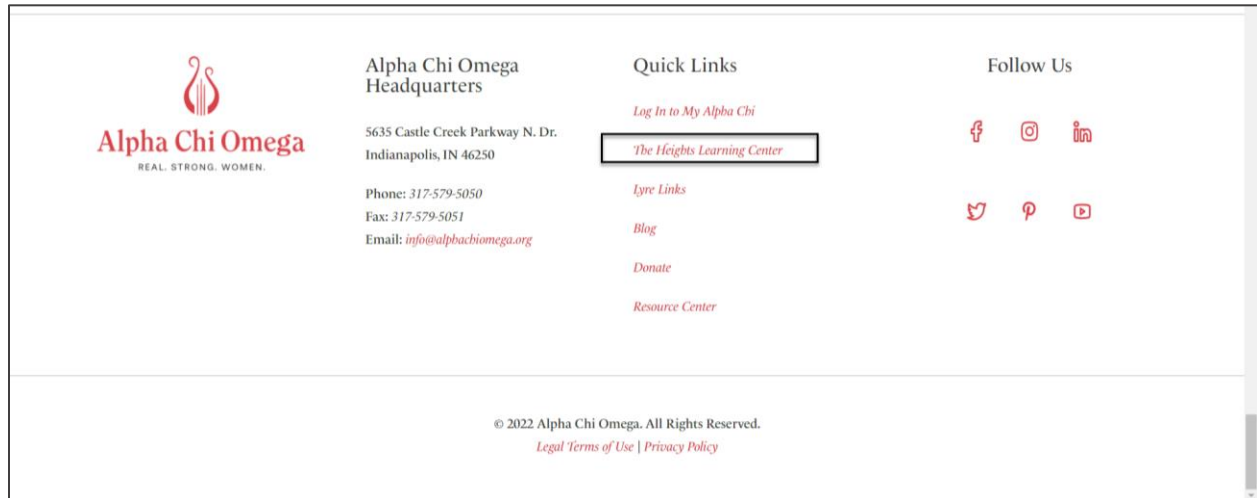 Alpha Chi Omega
REAL. STRONG. WOMEN.
Alpha Chi Omega
Headquarters
5635 Castle Creek Parkway N. Dr.
Indianapolis, IN 46250
Phone: 317-579-5050
Fax: 317-579-5051
Email: info@alphachiomega.org
Quick Links
Log In to My Alpha Chi
The Heights Learning Center
Lyre Links
Blog
Donate
Resource Center
Follow Us
© 2022 Alpha Chi Omega. All Rights Reserved.
Legal Terms of Use | Privacy Policy